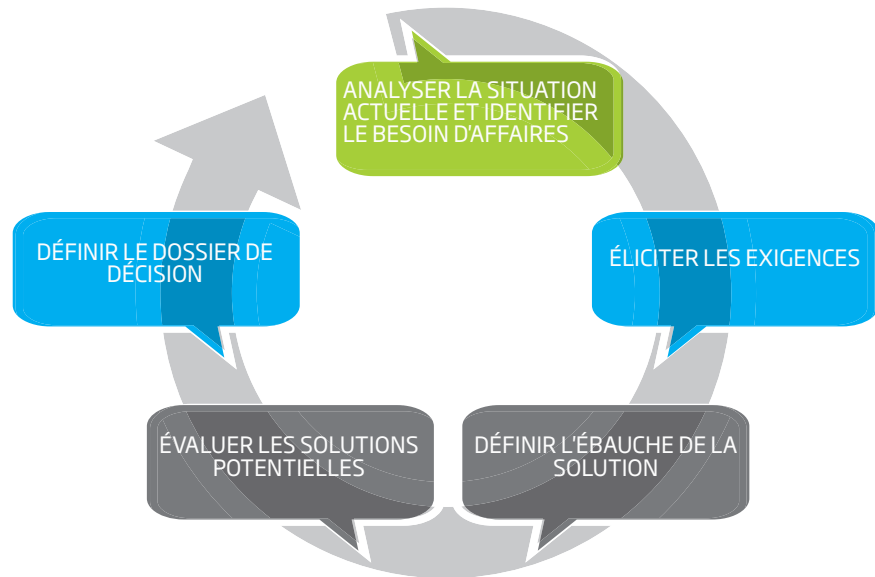 ANALYSER LA SITUATION
ACTUELLE ET IDENTIFIER
LE BESOIN D'AFFAIRES
ÉLICITER LES EXIGENCES
DÉFINIR L'ÉBAUCHE DE LA
SOLUTION
ÉVALUER LES SOLUTIONS
POTENTIELLES
DÉFINIR LE DOSSIER DE
DÉCISION